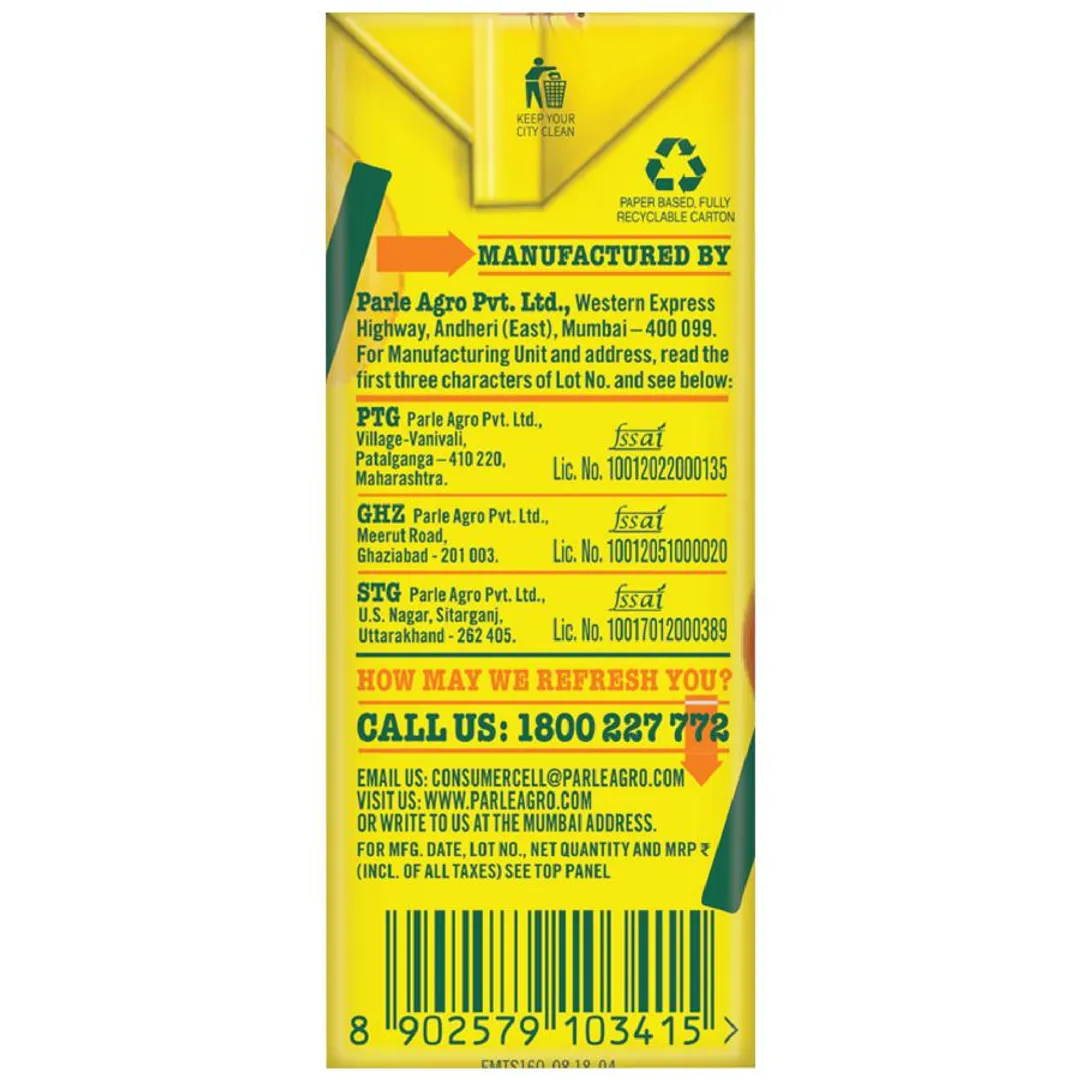 KEEP YOUR
CITY CLEAN
PAPER BASED, FULLY
RECYCLABLE CARTON
MANUFACTURED BY
Parle Agro Pvt. Ltd., Western Express
Highway, Andheri (East), Mumbai – 400 099.
For Manufacturing Unit and address, read the
first three characters of Lot No. and see below:
PTG Parle Agro Pvt. Ltd.,
Village-Vanivali,
Patalganga – 410 220,
Maharashtra.
fssai
Lic. No. 10012022000135
GHZ Parle Agro Pvt. Ltd.,
Meerut Road,
Ghaziabad - 201 003.
fssai
Lic. No. 10012051000020
STG Parle Agro Pvt. Ltd.,
U.S. Nagar, Sitarganj,
Uttarakhand - 262 405.
fssai
Lic. No. 10017012000389
HOW MAY WE REFRESH YOU?
CALL US: 1800 227 772
EMAIL US: CONSUMERCELL@PARLEAGRO.COM
VISIT US: WWW.PARLEAGRO.COM
OR WRITE TO US AT THE MUMBAI ADDRESS.
FOR MFG. DATE, LOT NO., NET QUANTITY AND MRP ₹
(INCL. OF ALL TAXES) SEE TOP PANEL
8 902579 103415 >